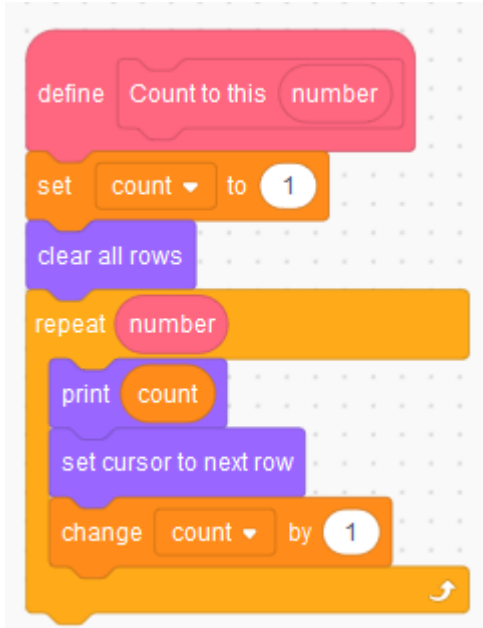 define Count to this number
set count to 1
clear all rows
repeat number
print count
set cursor to next row
change count by 1